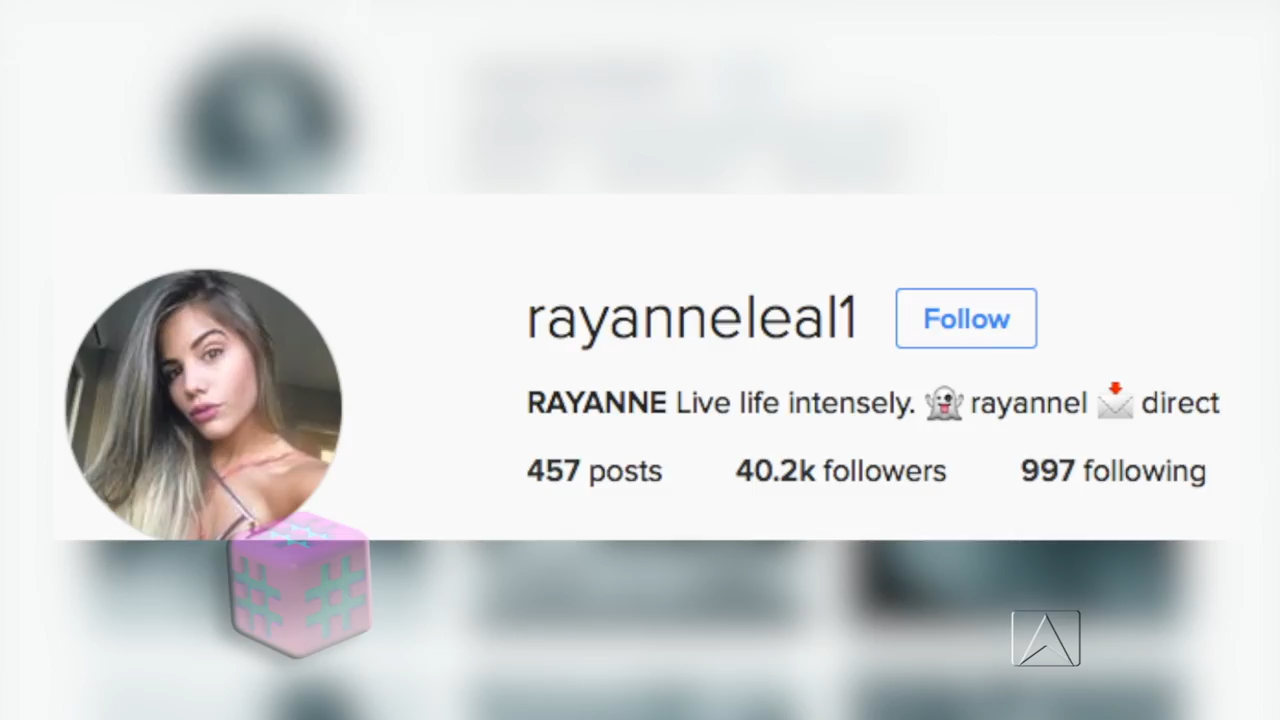 rayanneleal1 Follow
RAYANNE Live life intensely. 👻 rayannel 📩 direct
457 posts 40.2k followers 997 following
# #